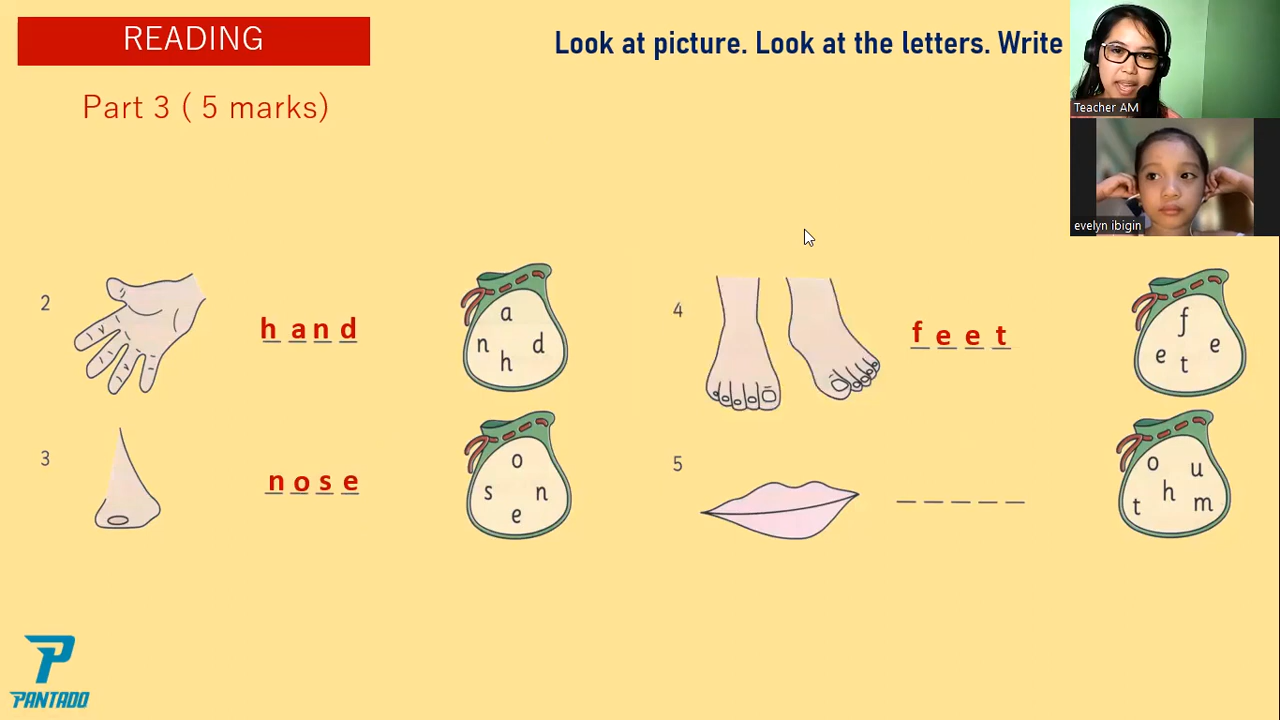 READING
Look at picture. Look at the letters. Write
Part 3 ( 5 marks)
Teacher AM
evelyn ibigin
2
h a n d
a
n d
h
3
n o s e
o
s n
e
4
f e e t
f
e e
t
5
_ _ _ _ _
o u
h
t m
PANTADO